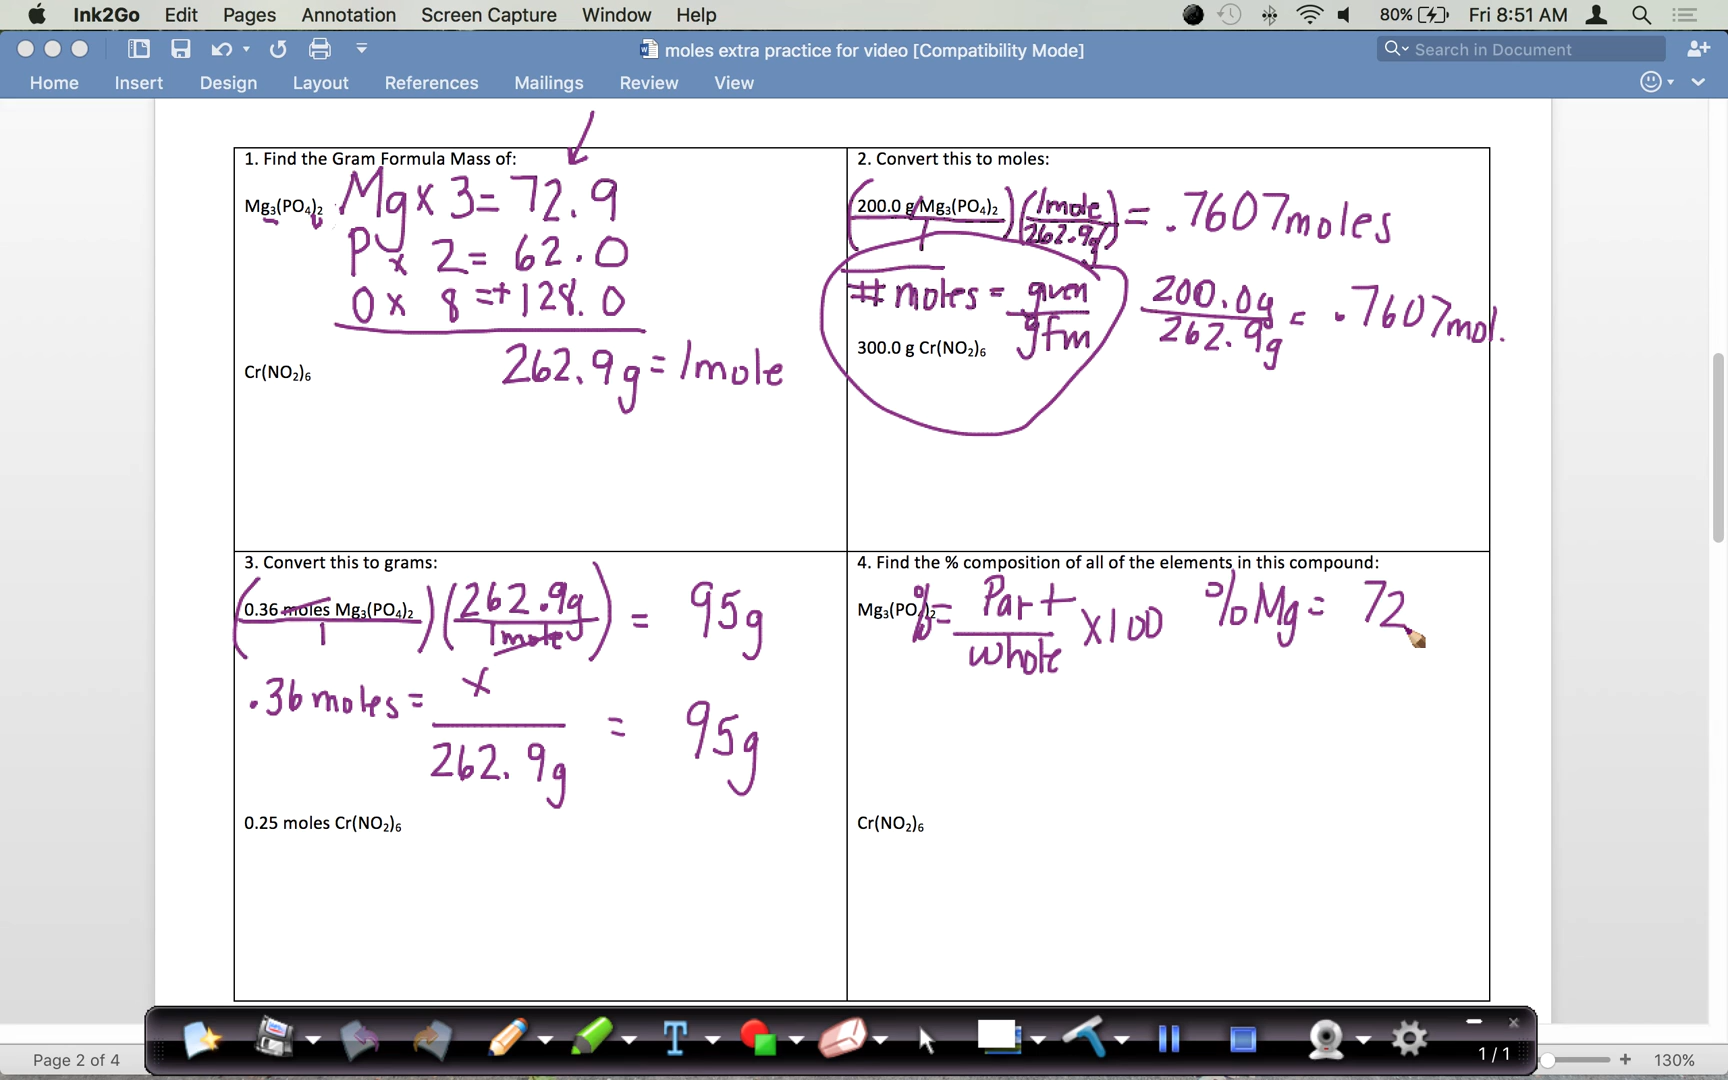 Ink2Go Edit Pages Annotation Screen Capture Window Help 80% Fri 8:51 AM
moles extra practice for video [Compatibility Mode] Search in Document
Home Insert Design Layout References Mailings Review View
1. Find the Gram Formula Mass of:
Mg₃(PO₄)₂ Mg x 3 = 72.9
P x 2 = 62.0
O x 8 = +128.0
262.9g = 1mole
Cr(NO₂)₆
2. Convert this to moles:
(200.0 g Mg₃(PO₄)₂ / 1) (1mole / 262.9g) = .7607moles
# moles = given / gfm 200.0g / 262.9g = .7607mol.
300.0 g Cr(NO₂)₆
3. Convert this to grams:
(0.36 moles Mg₃(PO₄)₂ / 1) (262.9g / 1mole) = 95g
.36moles = x / 262.9g = 95g
0.25 moles Cr(NO₂)₆
4. Find the % composition of all of the elements in this compound:
Mg₃(PO₄)₂ % = Part / whole x100 %Mg = 72.
Cr(NO₂)₆
T
1/1
Page 2 of 4 130%